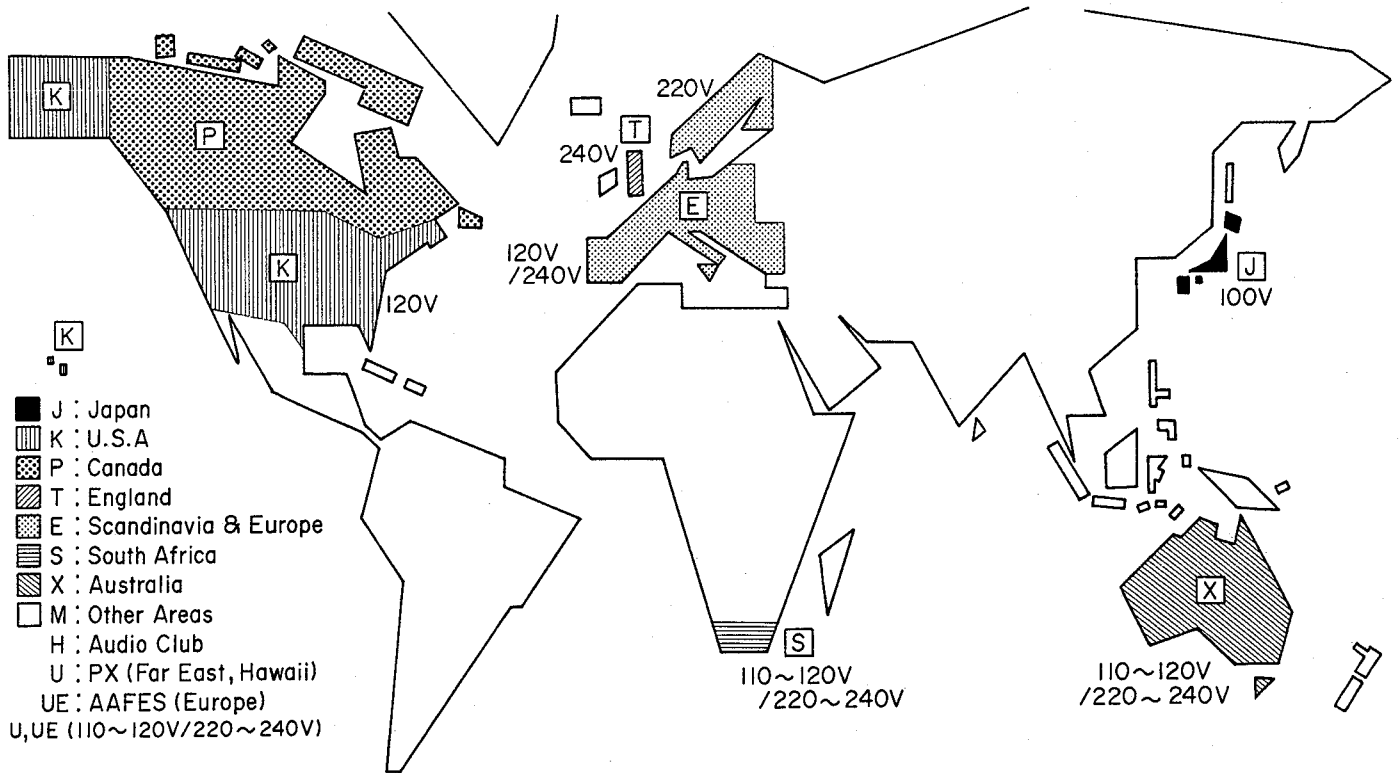 K
P
220V
T
240V
E
120V
/240V
K
120V
J
100V
K
J : Japan
K : U.S.A
P : Canada
T : England
E : Scandinavia & Europe
S : South Africa
X : Australia
M : Other Areas
H : Audio Club
U : PX (Far East, Hawaii)
UE : AAFES (Europe)
U,UE (110~120V/220~240V)
S
110~120V
/220~240V
X
110~120V
/220~240V